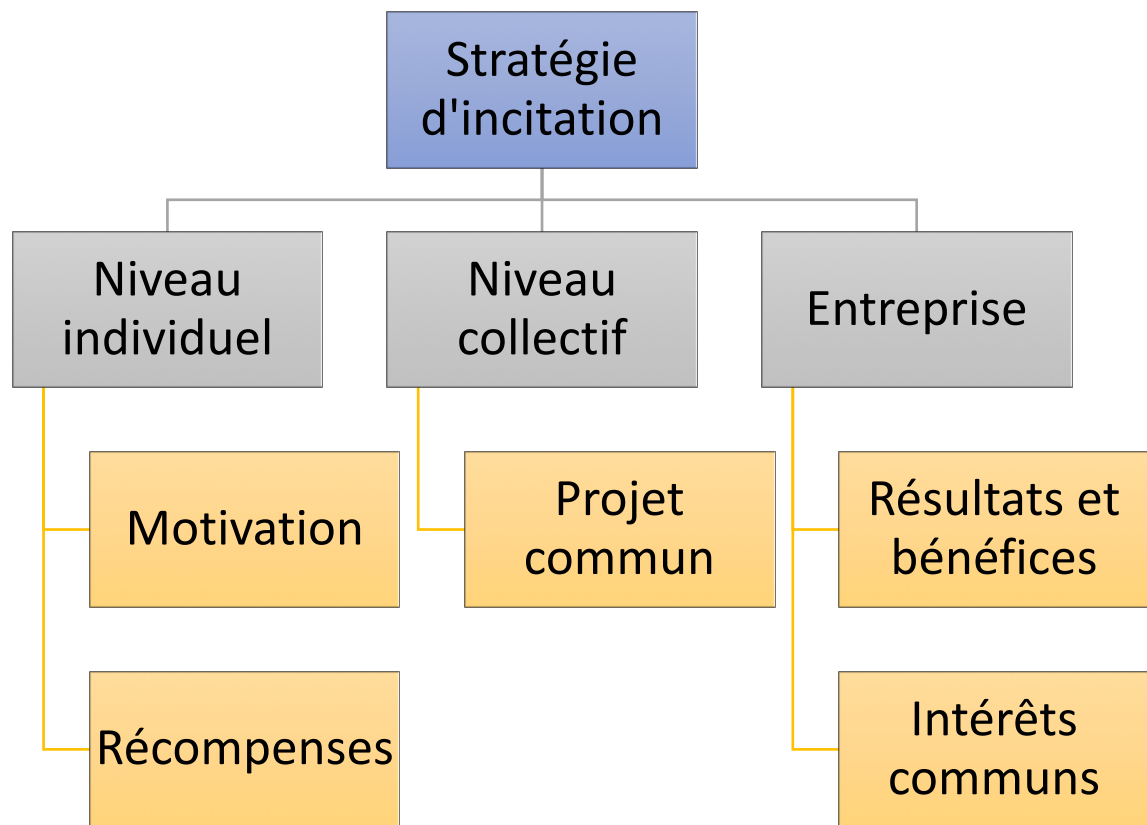 Stratégie
d'incitation
Niveau
individuel
Niveau
collectif
Entreprise
Motivation
Projet
commun
Résultats et
bénéfices
Récompenses
Intérêts
communs